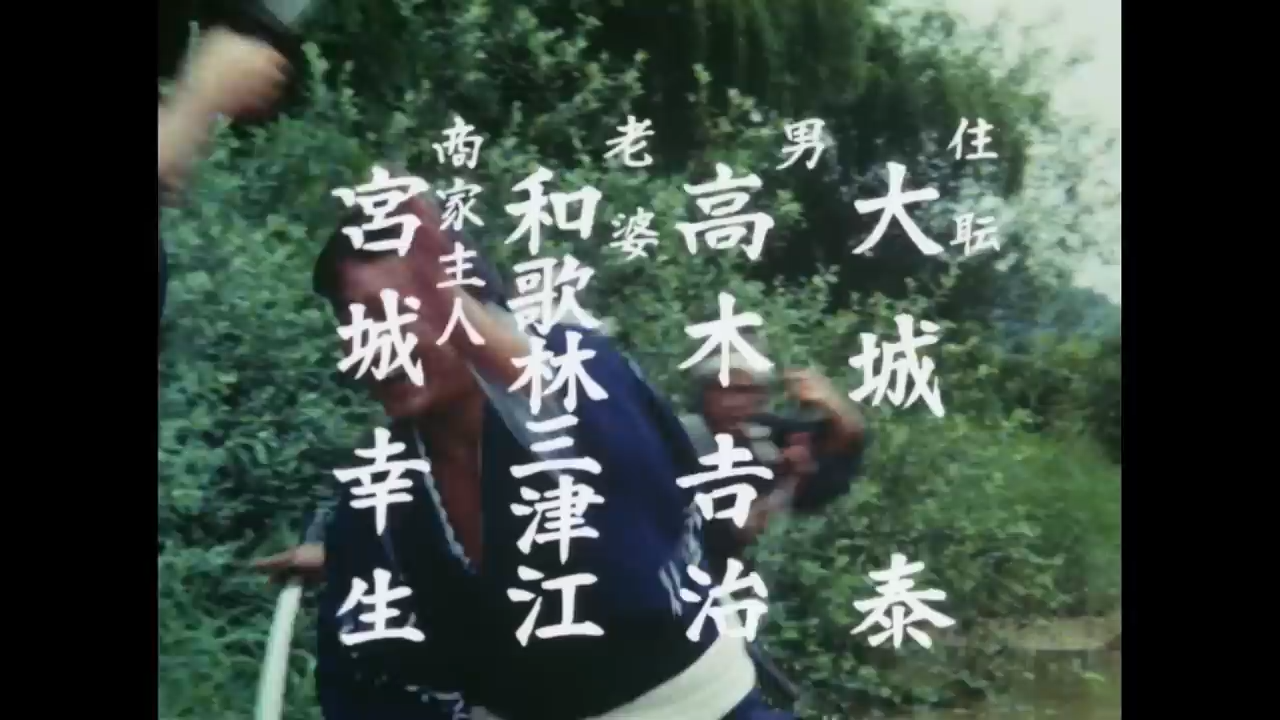 住耺
大城泰
男
高木吉治
老婆
和歌林三津江
商家主人
宮城幸生